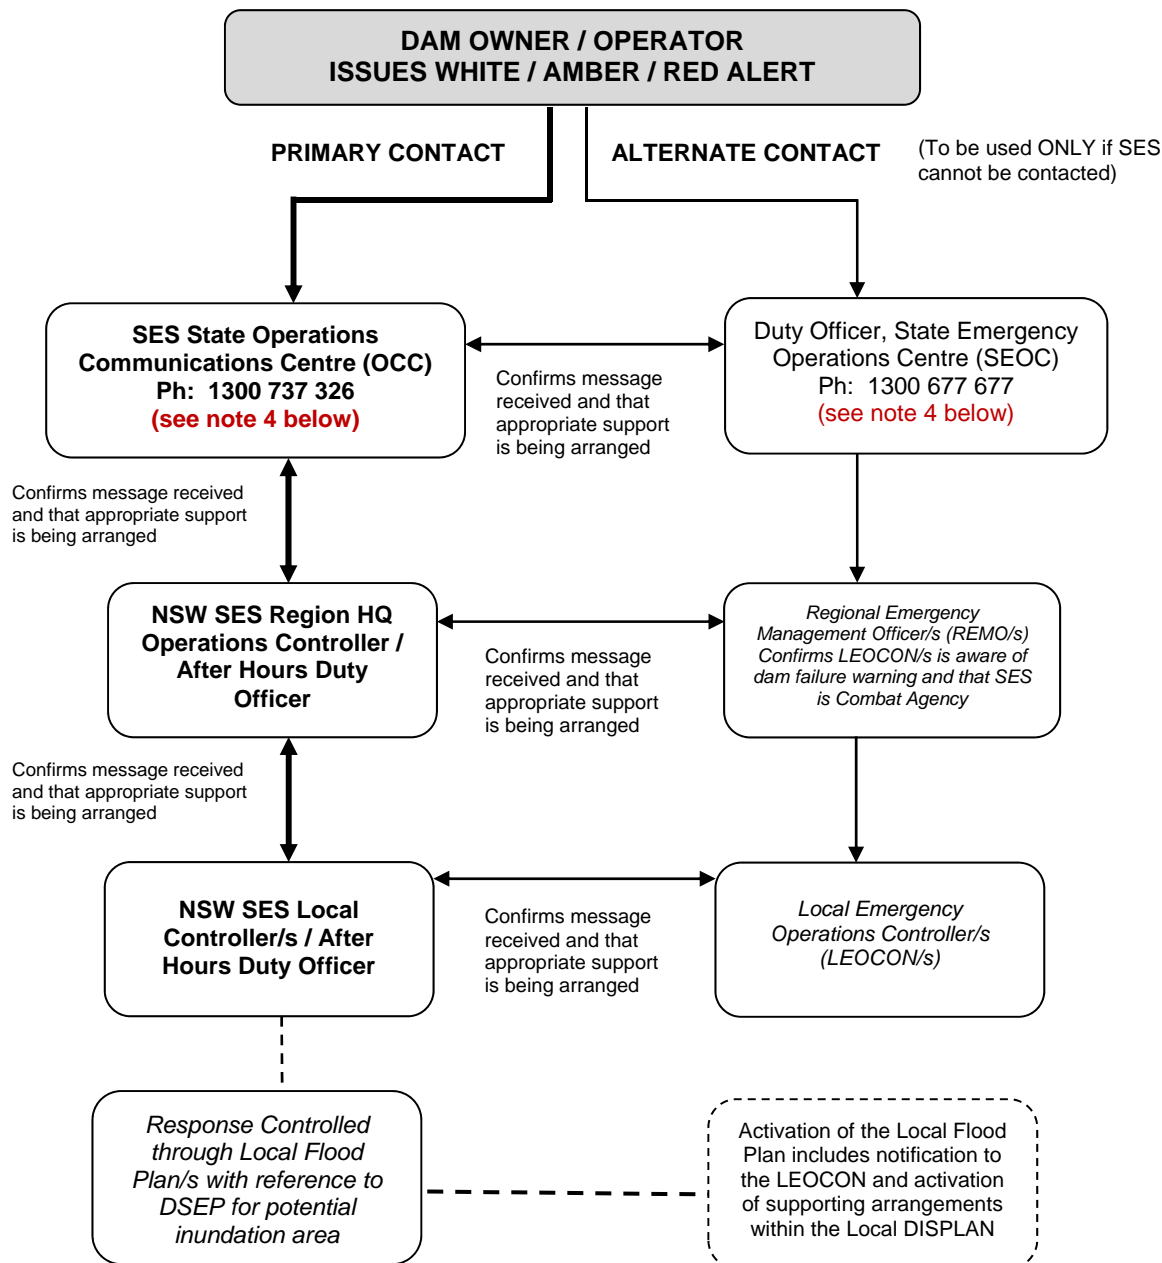 DAM OWNER / OPERATOR
ISSUES WHITE / AMBER / RED ALERT
PRIMARY CONTACT
ALTERNATE CONTACT
(To be used ONLY if SES
cannot be contacted)
SES State Operations
Communications Centre (OCC)
Ph:  1300 737 326
(see note 4 below)
Confirms message
received and that
appropriate support
is being arranged
Duty Officer, State Emergency
Operations Centre (SEOC)
Ph:  1300 677 677
(see note 4 below)
Confirms message received
and that appropriate support
is being arranged
NSW SES Region HQ
Operations Controller /
After Hours Duty
Officer
Confirms message
received and that
appropriate support
is being arranged
Regional Emergency
Management Officer/s (REMO/s)
Confirms LEOCON/s is aware of
dam failure warning and that SES
is Combat Agency
Confirms message received
and that appropriate support
is being arranged
NSW SES Local
Controller/s / After
Hours Duty Officer
Confirms message
received and that
appropriate support
is being arranged
Local Emergency
Operations Controller/s
(LEOCON/s)
Response Controlled
through Local Flood
Plan/s with reference to
DSEP for potential
inundation area
Activation of the Local Flood
Plan includes notification to
the LEOCON and activation
of supporting arrangements
within the Local DISPLAN